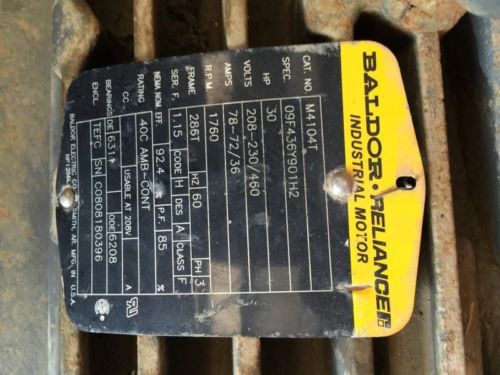 BALDOR · RELIANCE
INDUSTRIAL MOTOR
CAT. NO. M4104T
SPEC. 09F436Y901H2
HP 30
VOLTS 208-230/460
AMPS 78-72/36
R.P.M. 1760
FRAME 286T HZ 60 PH 3
SER. F. 1.15 CODE H DES A CLASS F
NEMA NOM. EFF. 92.4 % P.F. 85 %
RATING 40C AMB-CONT
CC USABLE AT 208V A
BEARINGS DE 6311 ODE 6208
ENCL TEFC SN C0808180396
BALDOR ELECTRIC CO. SMITH, AR. MFG. IN U.S.A.